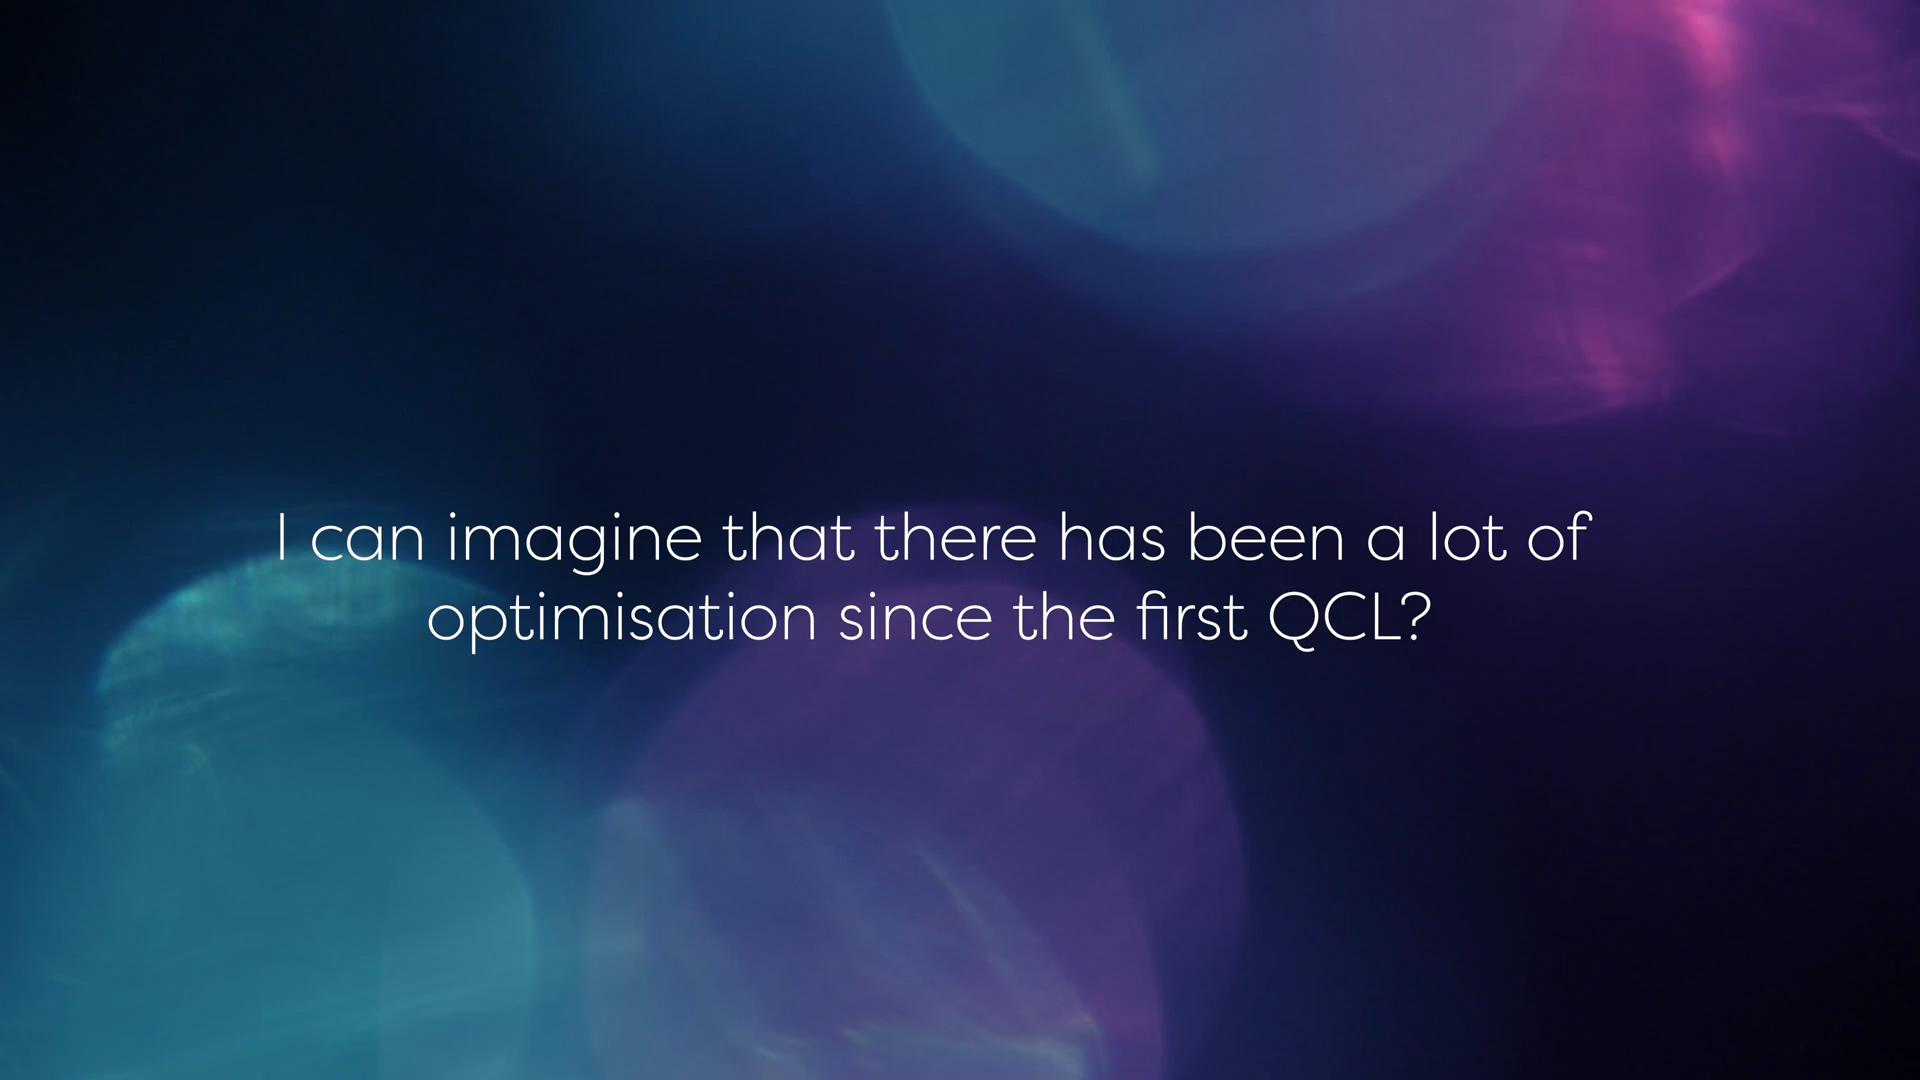 I can imagine that there has been a lot of
optimisation since the first QCL?